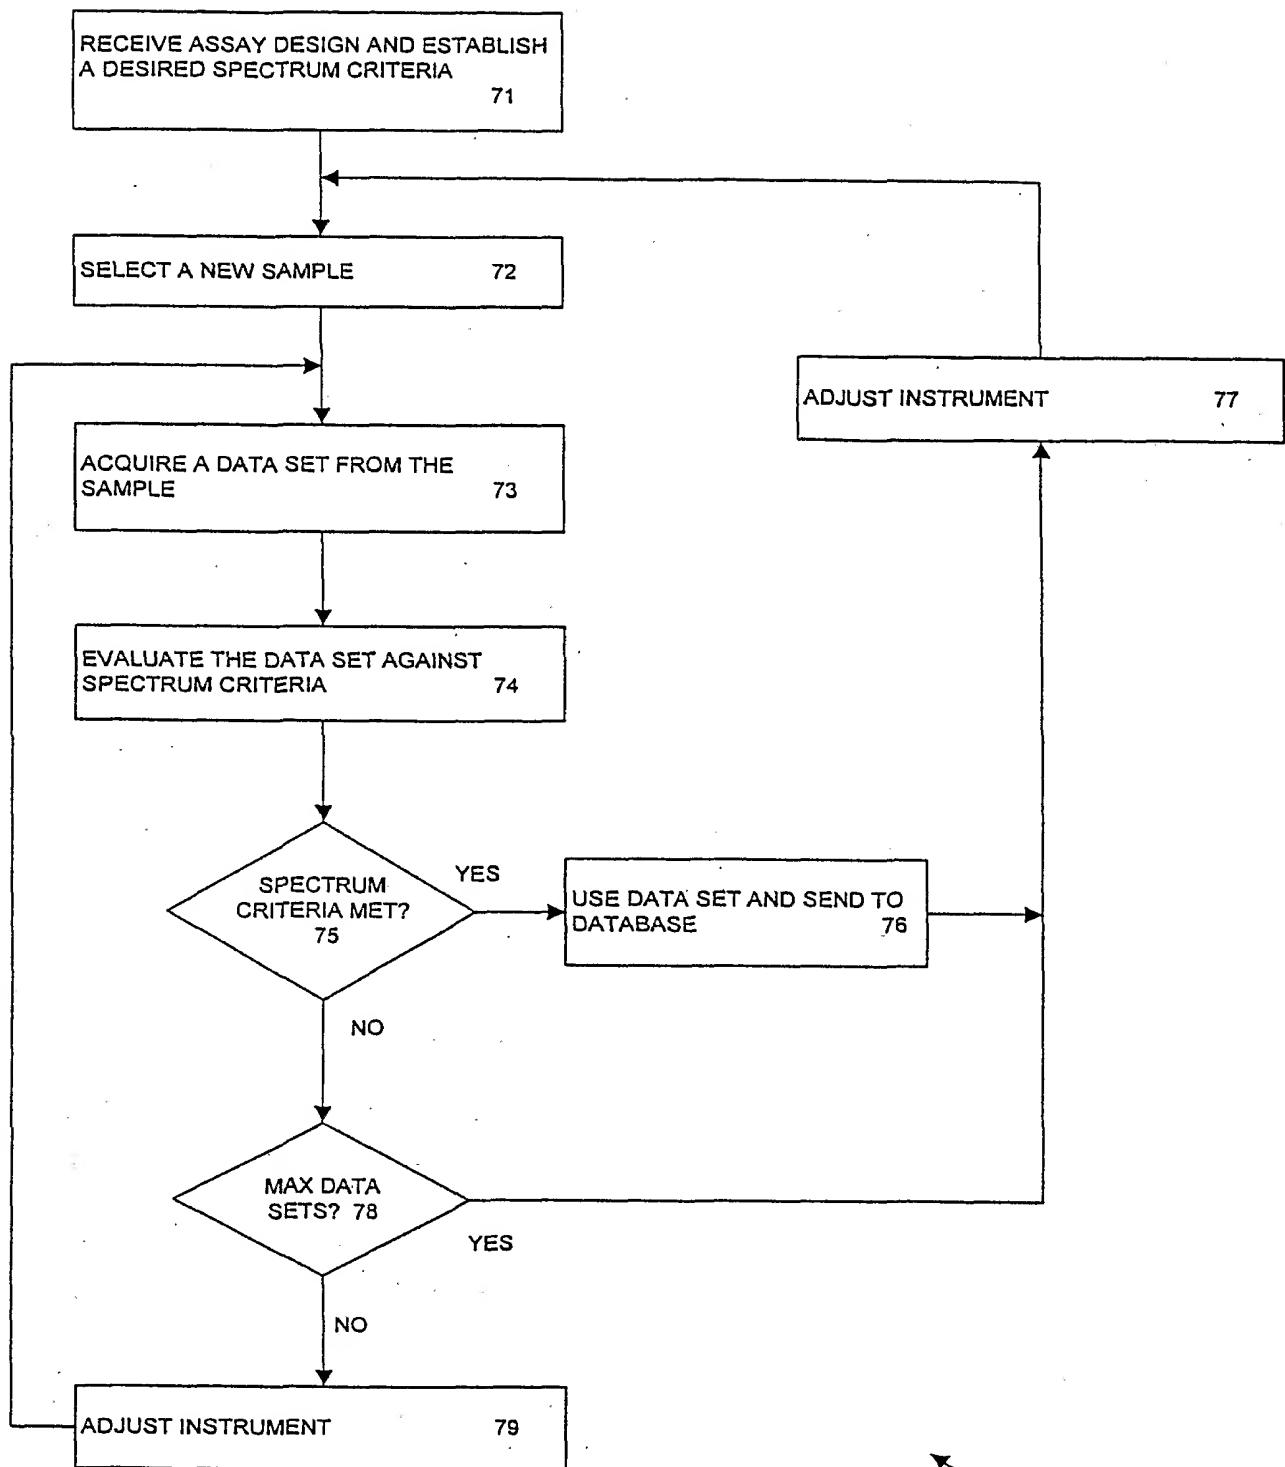 RECEIVE ASSAY DESIGN AND ESTABLISH
A DESIRED SPECTRUM CRITERIA
71
SELECT A NEW SAMPLE 72
ADJUST INSTRUMENT 77
ACQUIRE A DATA SET FROM THE
SAMPLE 73
EVALUATE THE DATA SET AGAINST
SPECTRUM CRITERIA 74
SPECTRUM
CRITERIA MET?
75
YES
USE DATA SET AND SEND TO
DATABASE 76
NO
MAX DATA
SETS? 78
YES
NO
ADJUST INSTRUMENT 79